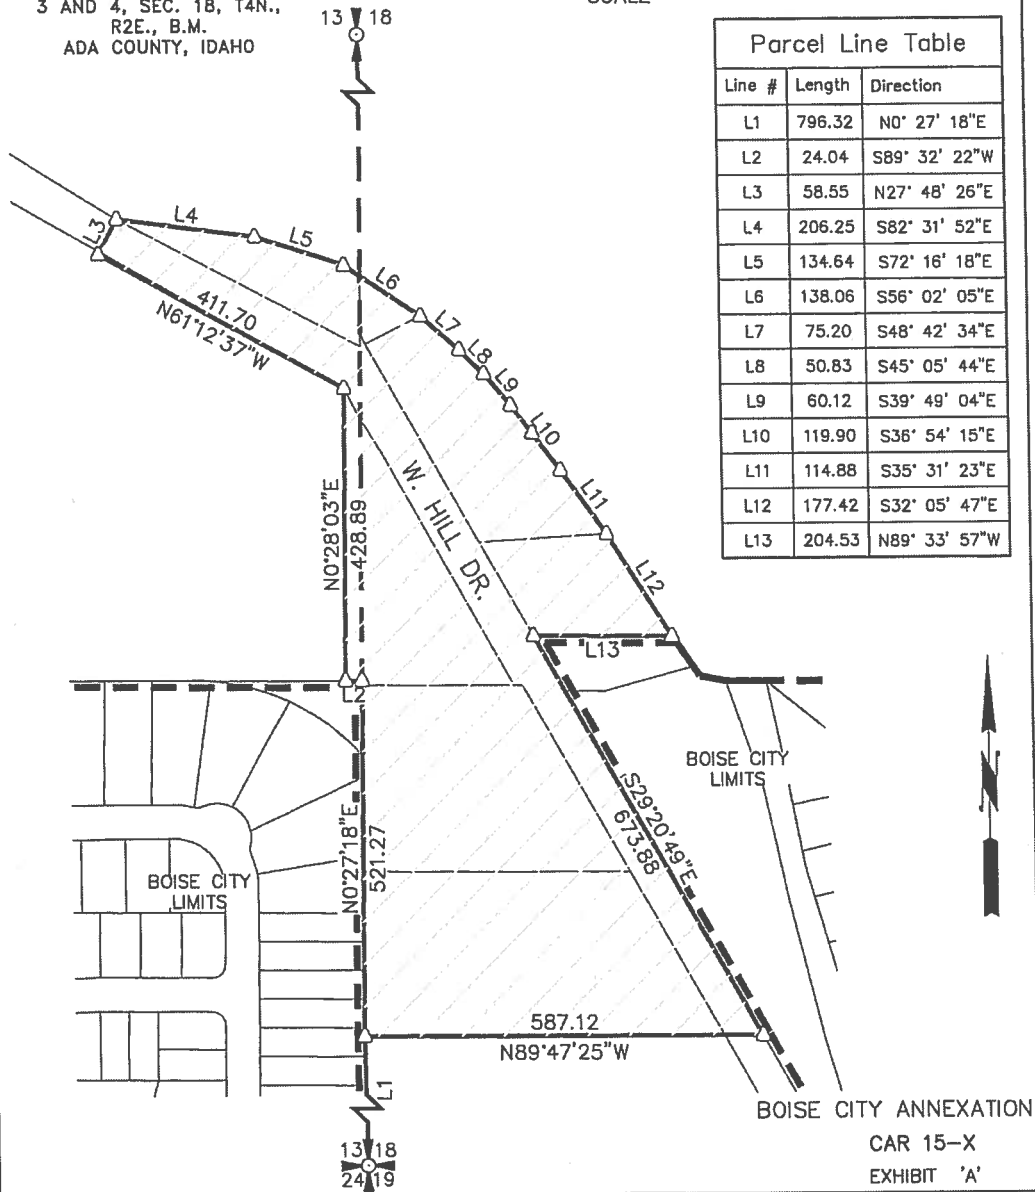 3 AND 4, SEC. 18, T4N.,
R2E., B.M.
ADA COUNTY, IDAHO
13 18
Parcel Line Table
Line # Length Direction
L1 796.32 N0° 27' 18"E
L2 24.04 S89° 32' 22"W
L3 58.55 N27° 48' 26"E
L4 206.25 S82° 31' 52"E
L5 134.64 S72° 16' 18"E
L6 138.06 S56° 02' 05"E
L7 75.20 S48° 42' 34"E
L8 50.83 S45° 05' 44"E
L9 60.12 S39° 49' 04"E
L10 119.90 S36° 54' 15"E
L11 114.88 S35° 31' 23"E
L12 177.42 S32° 05' 47"E
L13 204.53 N89° 33' 57"W
L3
L4
L5
L6
L7
L8
L9
L10
L11
L12
L13
411.70
N61°12'37"W
N0°28'03"E
428.89
W. HILL DR.
L2
BOISE CITY
LIMITS
S29°20'49"E
673.88
N0°27'18"E
521.27
BOISE CITY
LIMITS
587.12
N89°47'25"W
L1
13 18
24 19
BOISE CITY ANNEXATION
CAR 15-X
EXHIBIT 'A'